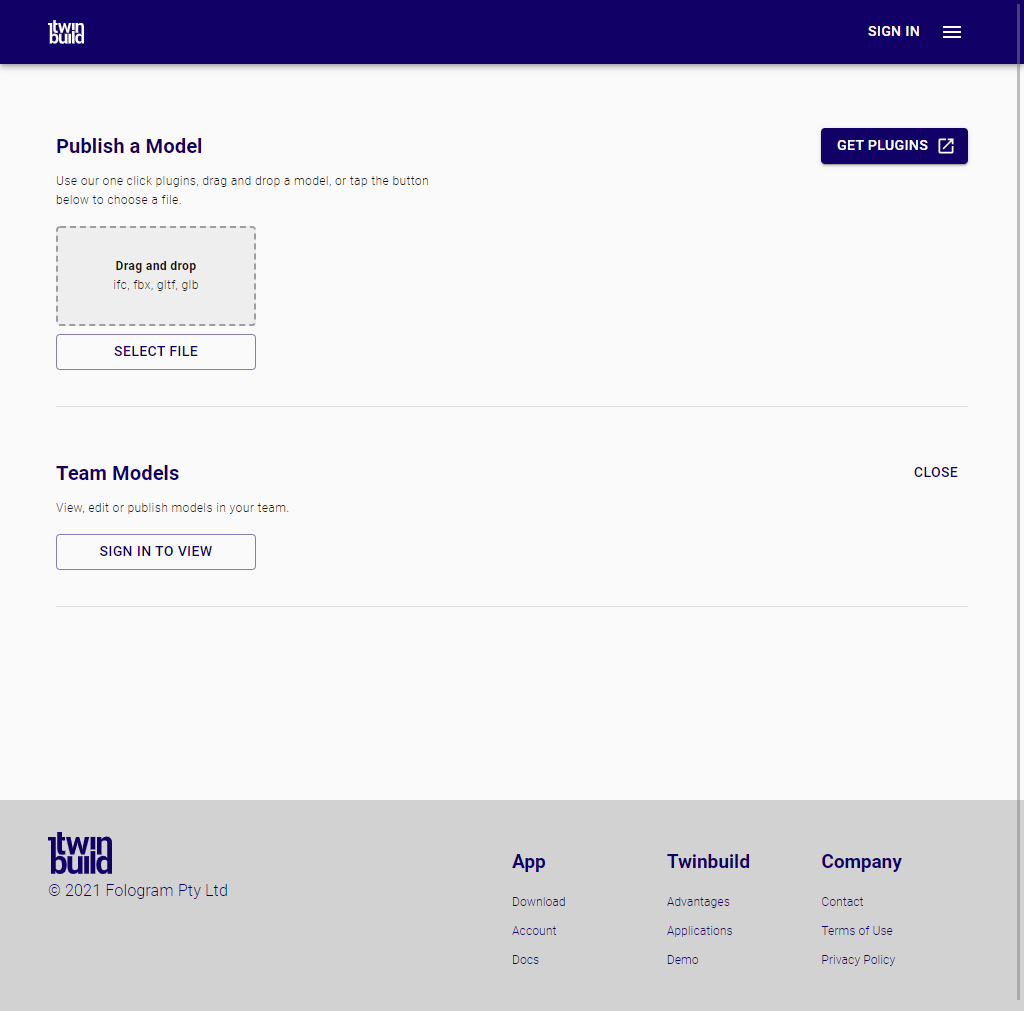 twin
build
SIGN IN
Publish a Model
GET PLUGINS
Use our one click plugins, drag and drop a model, or tap the button
below to choose a file.
Drag and drop
ifc, fbx, gltf, glb
SELECT FILE
Team Models
CLOSE
View, edit or publish models in your team.
SIGN IN TO VIEW
twin
build
© 2021 Fologram Pty Ltd
App
Download
Account
Docs
Twinbuild
Advantages
Applications
Demo
Company
Contact
Terms of Use
Privacy Policy